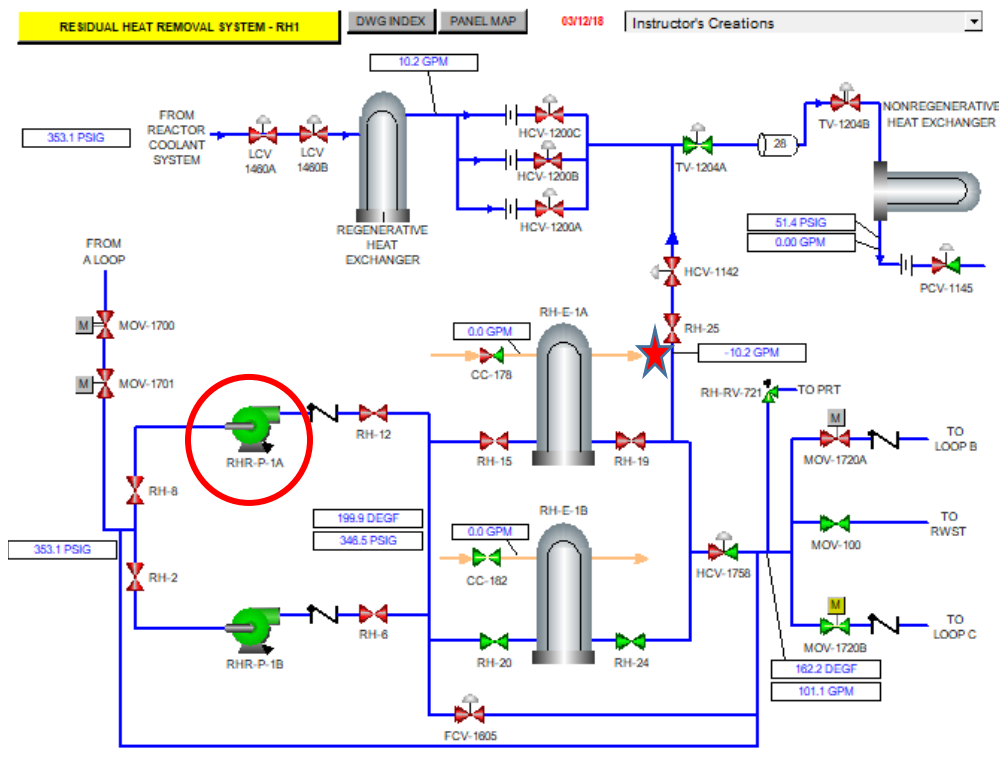 RESIDUAL HEAT REMOVAL SYSTEM - RH1
DWG INDEX
PANEL MAP
03/12/18
Instructor's Creations
10.2 GPM
353.1 PSIG
FROM
REACTOR
COOLANT
SYSTEM
LCV
1460A
LCV
1460B
HCV-1200C
HCV-1200B
HCV-1200A
REGENERATIVE
HEAT
EXCHANGER
TV-1204A
28
TV-1204B
NONREGENERATIVE
HEAT EXCHANGER
51.4 PSIG
0.00 GPM
PCV-1145
FROM
A LOOP
M
MOV-1700
M
MOV-1701
HCV-1142
RH-25
-10.2 GPM
RH-E-1A
0.0 GPM
CC-178
RH-RV-721
TO PRT
RHR-P-1A
RH-12
RH-15
RH-19
M
MOV-1720A
TO
LOOP B
RH-8
199.9 DEGF
346.5 PSIG
RH-E-1B
0.0 GPM
CC-182
353.1 PSIG
RH-2
HCV-1758
MOV-100
TO
RWST
RHR-P-1B
RH-6
RH-20
RH-24
M
MOV-1720B
TO
LOOP C
162.2 DEGF
101.1 GPM
FCV-1605